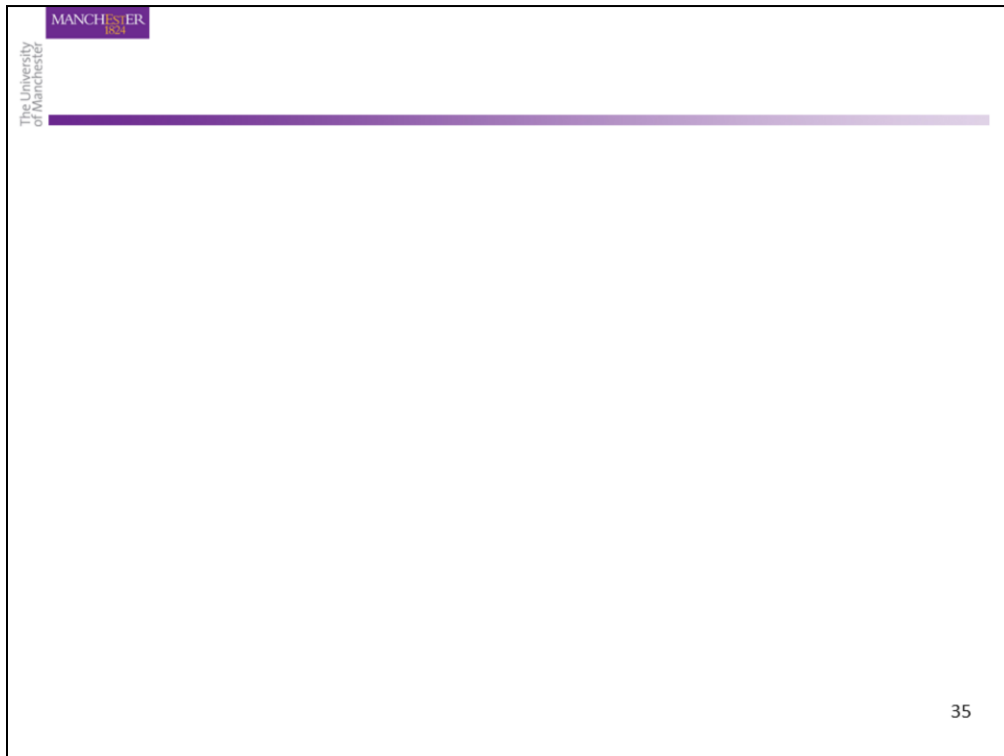 MANCHESTER
1824
The University
of Manchester
35